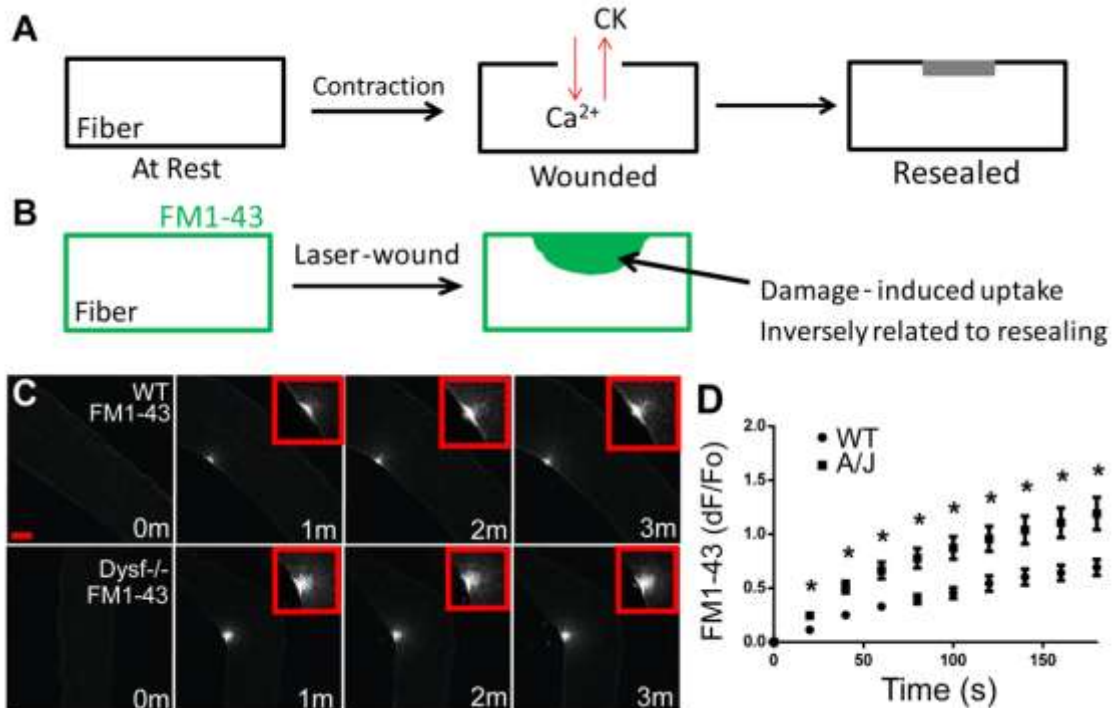 A
Fiber
At Rest
Contraction
CK
Ca²⁺
Wounded
Resealed
B
FM1-43
Fiber
Laser-wound
Damage-induced uptake
Inversely related to resealing
C
WT
FM1-43
0m
1m
2m
3m
Dysf-/-
FM1-43
0m
1m
2m
3m
D
WT
A/J
* * * * * * * * *
FM1-43 (dF/Fo)
2.0
1.5
1.0
0.5
0.0
0 50 100 150
Time (s)